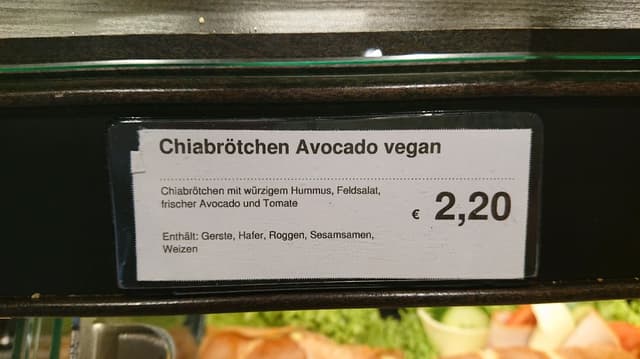 Chiabrötchen Avocado vegan
Chiabrötchen mit würzigem Hummus, Feldsalat,
frischer Avocado und Tomate
€ 2,20
Enthält: Gerste, Hafer, Roggen, Sesamsamen,
Weizen